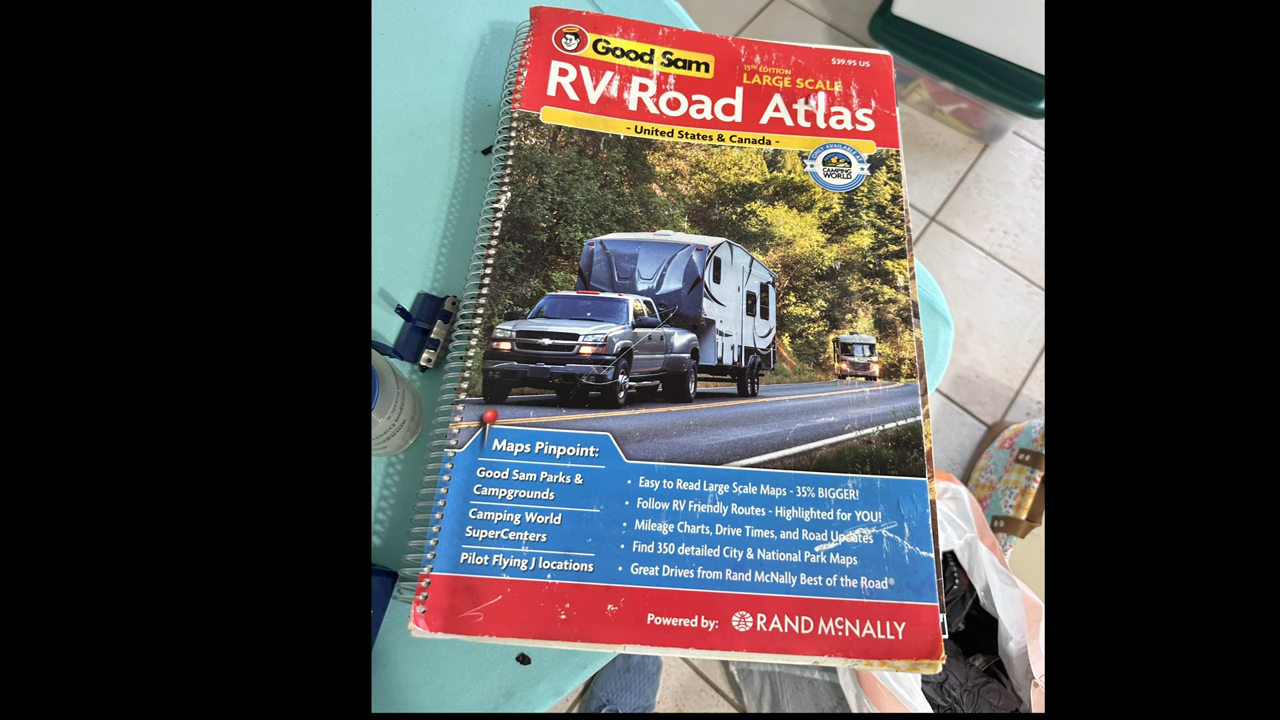 Good Sam
15TH EDITION
LARGE SCALE
$39.95 US
RV Road Atlas
- United States & Canada -
ONLY AVAILABLE AT
CAMPING
WORLD
Maps Pinpoint:
Good Sam Parks &
Campgrounds
Camping World
SuperCenters
Pilot Flying J locations
• Easy to Read Large Scale Maps - 35% BIGGER!
• Follow RV Friendly Routes - Highlighted for YOU!
• Mileage Charts, Drive Times, and Road Updates
• Find 350 detailed City & National Park Maps
• Great Drives from Rand McNally Best of the Road®
Powered by:
RAND MCNALLY